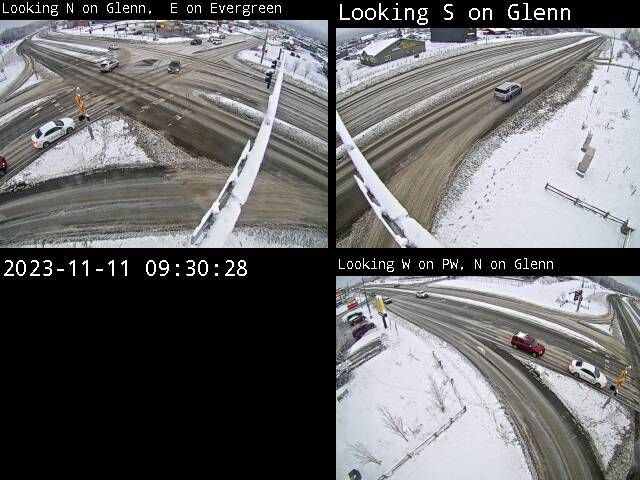 Looking N on Glenn,  E on Evergreen
Looking S on Glenn
2023-11-11 09:30:28
Looking W on PW, N on Glenn